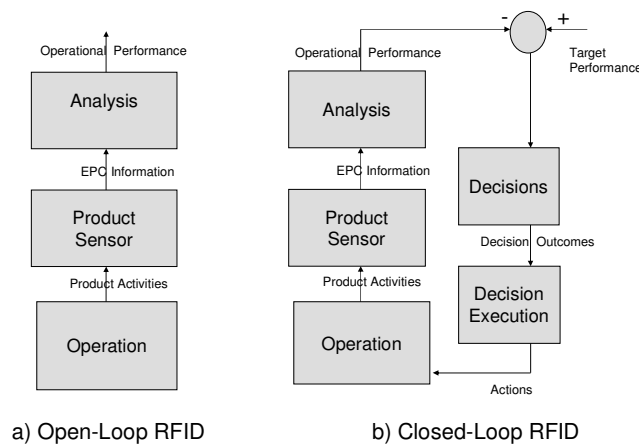 Operational Performance
Analysis
EPC Information
Product
Sensor
Product Activities
Operation
a) Open-Loop RFID
- +
Operational Performance
Target
Performance
Analysis
EPC Information
Decisions
Product
Sensor
Decision Outcomes
Product Activities
Decision
Execution
Operation
Actions
b) Closed-Loop RFID